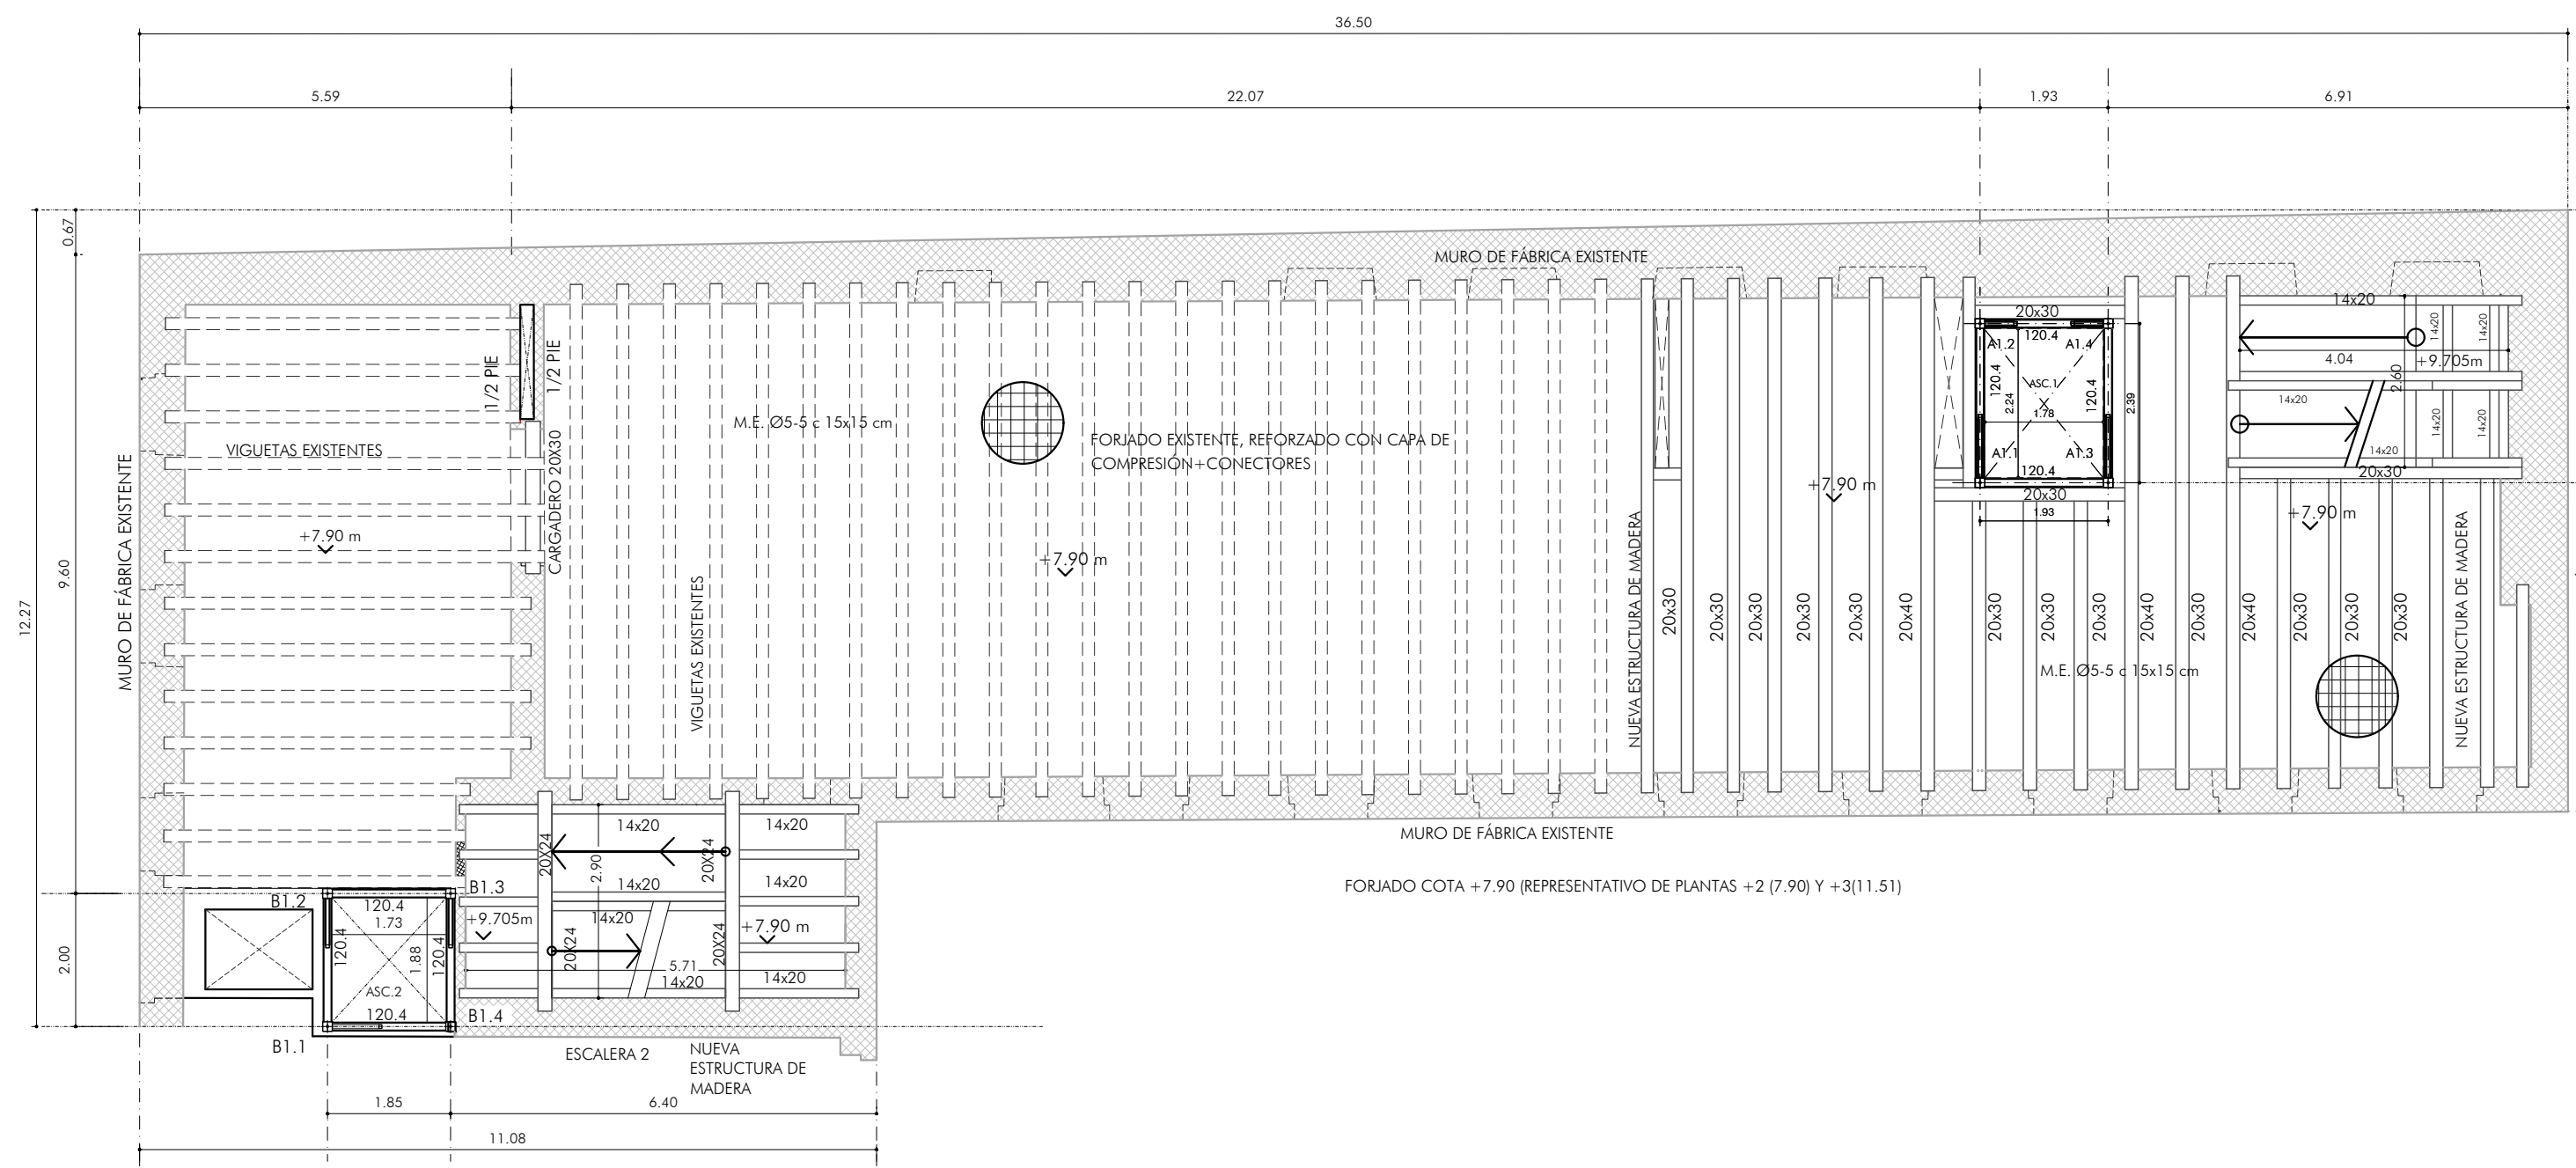 36.50
5.59
22.07
1.93
6.91
0.67
9.60
12.27
2.00
MURO DE FÁBRICA EXISTENTE
MURO DE FÁBRICA EXISTENTE
VIGUETAS EXISTENTES
+7.90 m
1/2 PIE
1/2 PIE
CARGADERO 20X30
M.E. Ø5-5 c 15x15 cm
FORJADO EXISTENTE, REFORZADO CON CAPA DE
COMPRESIÓN+CONECTORES
+7.90 m
VIGUETAS EXISTENTES
NUEVA ESTRUCTURA DE MADERA
20x30
20x30
20x30
20x30
20x30
20x40
20x30
20x30
20x30
20x40
20x30
20x40
20x30
20x30
20x30
+7.90 m
20x30
120.4
A1.2
A1.4
120.4
ASC.1
120.4
2.24
1.78
2.39
A1.1
A1.3
120.4
20x30
1.93
14x20
14x20
14x20
4.04
+9.705m
2.60
14x20
14x20
14x20
14x20
20x30
+7.90 m
NUEVA ESTRUCTURA DE MADERA
M.E. Ø5-5 c 15x15 cm
MURO DE FÁBRICA EXISTENTE
FORJADO COTA +7.90 (REPRESENTATIVO DE PLANTAS +2 (7.90) Y +3(11.51)
14x20
14x20
20X24
20X24
2.90
14x20
14x20
B1.3
B1.2
120.4
1.73
+9.705m
14x20
+7.90 m
120.4
1.88
120.4
20X24
20X24
5.71
14x20
14x20
ASC.2
120.4
B1.4
B1.1
ESCALERA 2
NUEVA
ESTRUCTURA DE
MADERA
1.85
6.40
11.08